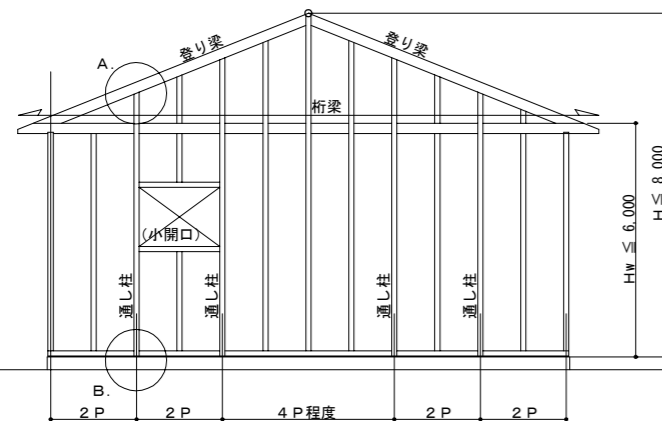 登り梁
登り梁
A.
桁梁
(小開口)
通し柱
通し柱
通し柱
通し柱
Hw ≦ 6,000
H ≦ 8,000
B.
2P
2P
4P程度
2P
2P